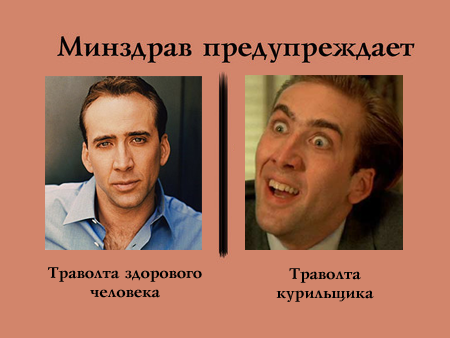 Минздрав предупреждает
Траволта здорового
человека
Траволта
курильщика